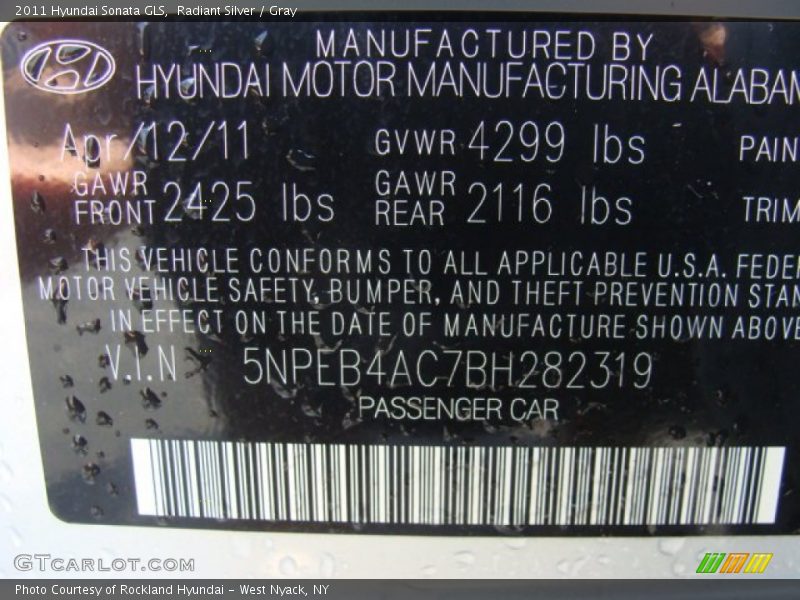 2011 Hyundai Sonata GLS, Radiant Silver / Gray
MANUFACTURED BY
HYUNDAI MOTOR MANUFACTURING ALABAM
Apr/12/11 GVWR 4299 lbs PAIN
GAWR FRONT 2425 lbs GAWR REAR 2116 lbs TRIM
THIS VEHICLE CONFORMS TO ALL APPLICABLE U.S.A. FEDER
MOTOR VEHICLE SAFETY, BUMPER, AND THEFT PREVENTION STAN
IN EFFECT ON THE DATE OF MANUFACTURE SHOWN ABOVE
V.I.N 5NPEB4AC7BH282319
PASSENGER CAR
GTCARLOT.COM
Photo Courtesy of Rockland Hyundai - West Nyack, NY